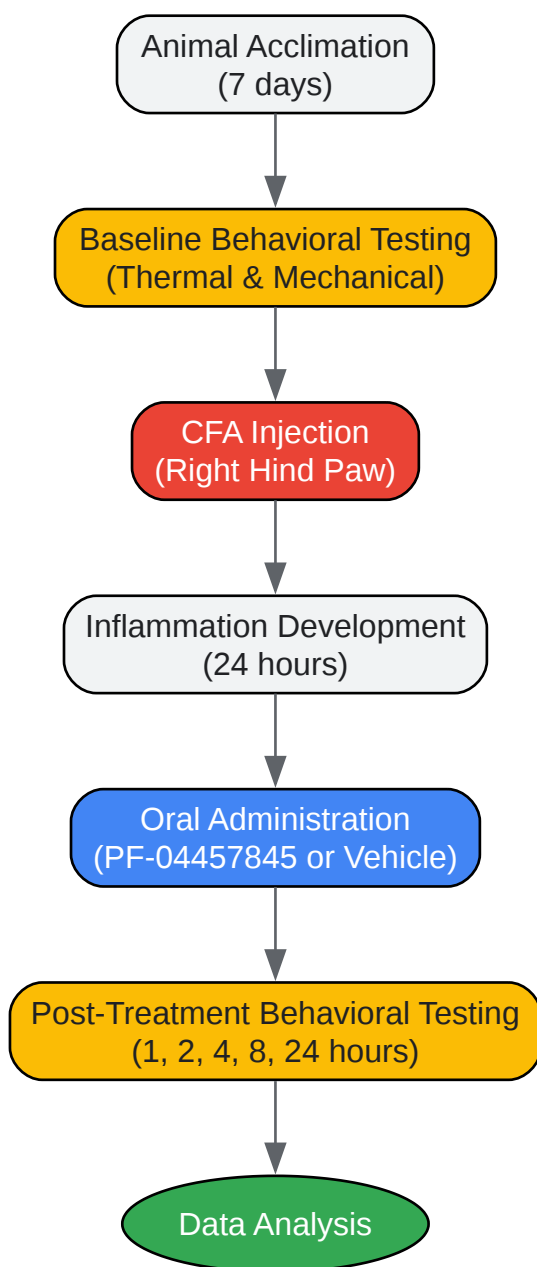 Animal Acclimation
(7 days)
Baseline Behavioral Testing
(Thermal & Mechanical)
CFA Injection
(Right Hind Paw)
Inflammation Development
(24 hours)
Oral Administration
(PF-04457845 or Vehicle)
Post-Treatment Behavioral Testing
(1, 2, 4, 8, 24 hours)
Data Analysis